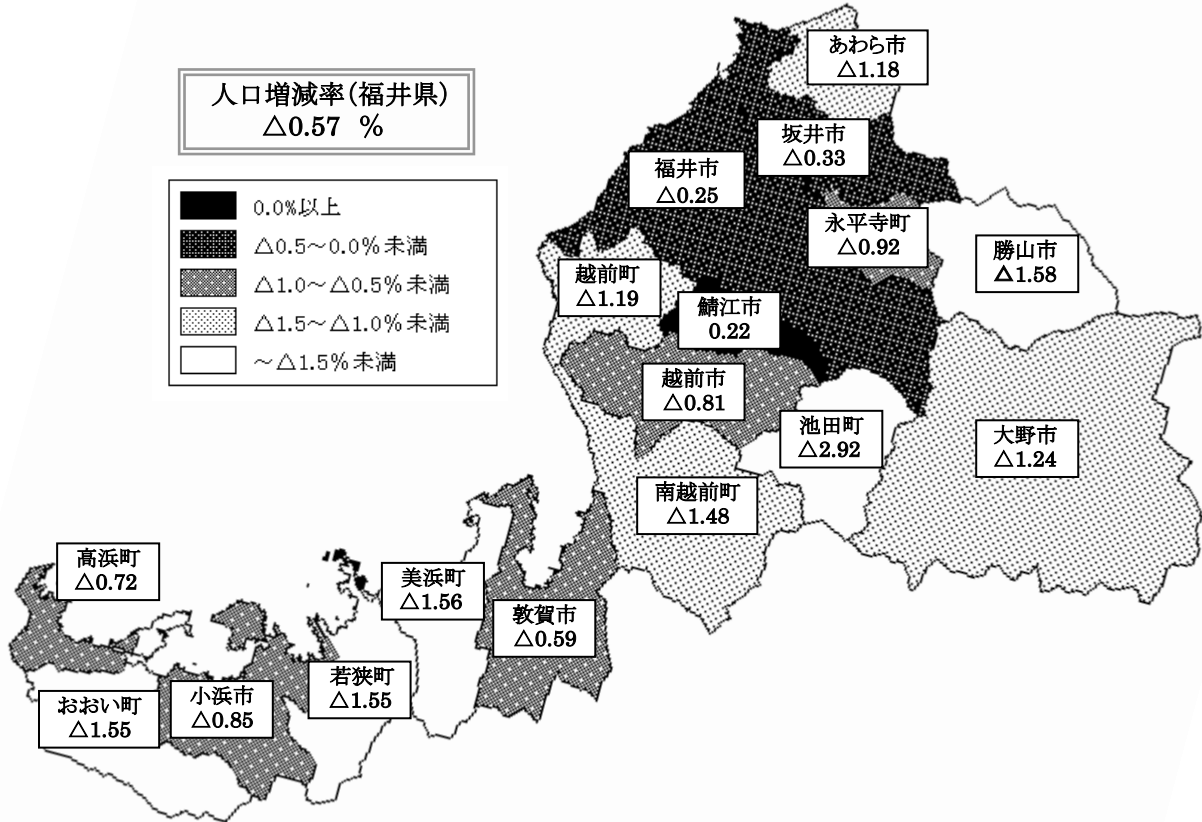 人口増減率(福井県)
△0.57 %
0.0%以上
△0.5～0.0%未満
△1.0～△0.5%未満
△1.5～△1.0%未満
～△1.5%未満
あわら市
△1.18
坂井市
△0.33
福井市
△0.25
永平寺町
△0.92
勝山市
△1.58
越前町
△1.19
鯖江市
0.22
越前市
△0.81
池田町
△2.92
大野市
△1.24
南越前町
△1.48
高浜町
△0.72
美浜町
△1.56
敦賀市
△0.59
若狭町
△1.55
小浜市
△0.85
おおい町
△1.55